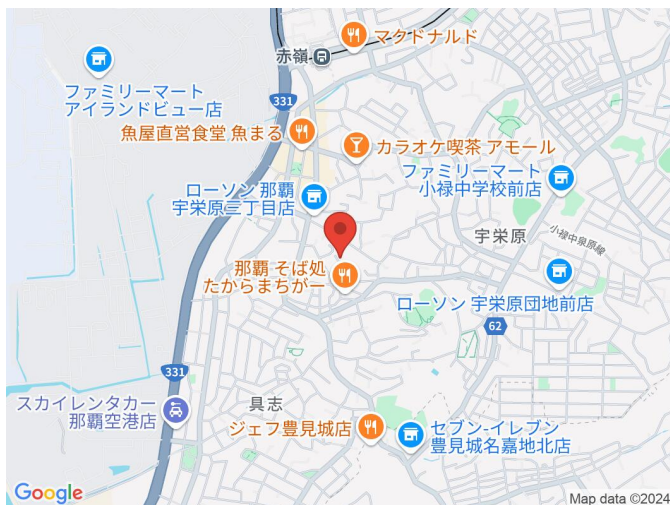 マクドナルド
赤嶺
ファミリーマート
アイランドビュー店
331
魚屋直営食堂 魚まる
カラオケ喫茶 アモール
ファミリーマート
小禄中学校前店
ローソン 那覇
宇栄原三丁目店
宇栄原
小禄中泉原線
那覇 そば処
たからまちがー
ローソン 宇栄原団地前店
62
331
スカイレンタカー
那覇空港店
具志
ジェフ豊見城店
セブン-イレブン
豊見城名嘉地北店
Google
Map data ©2024